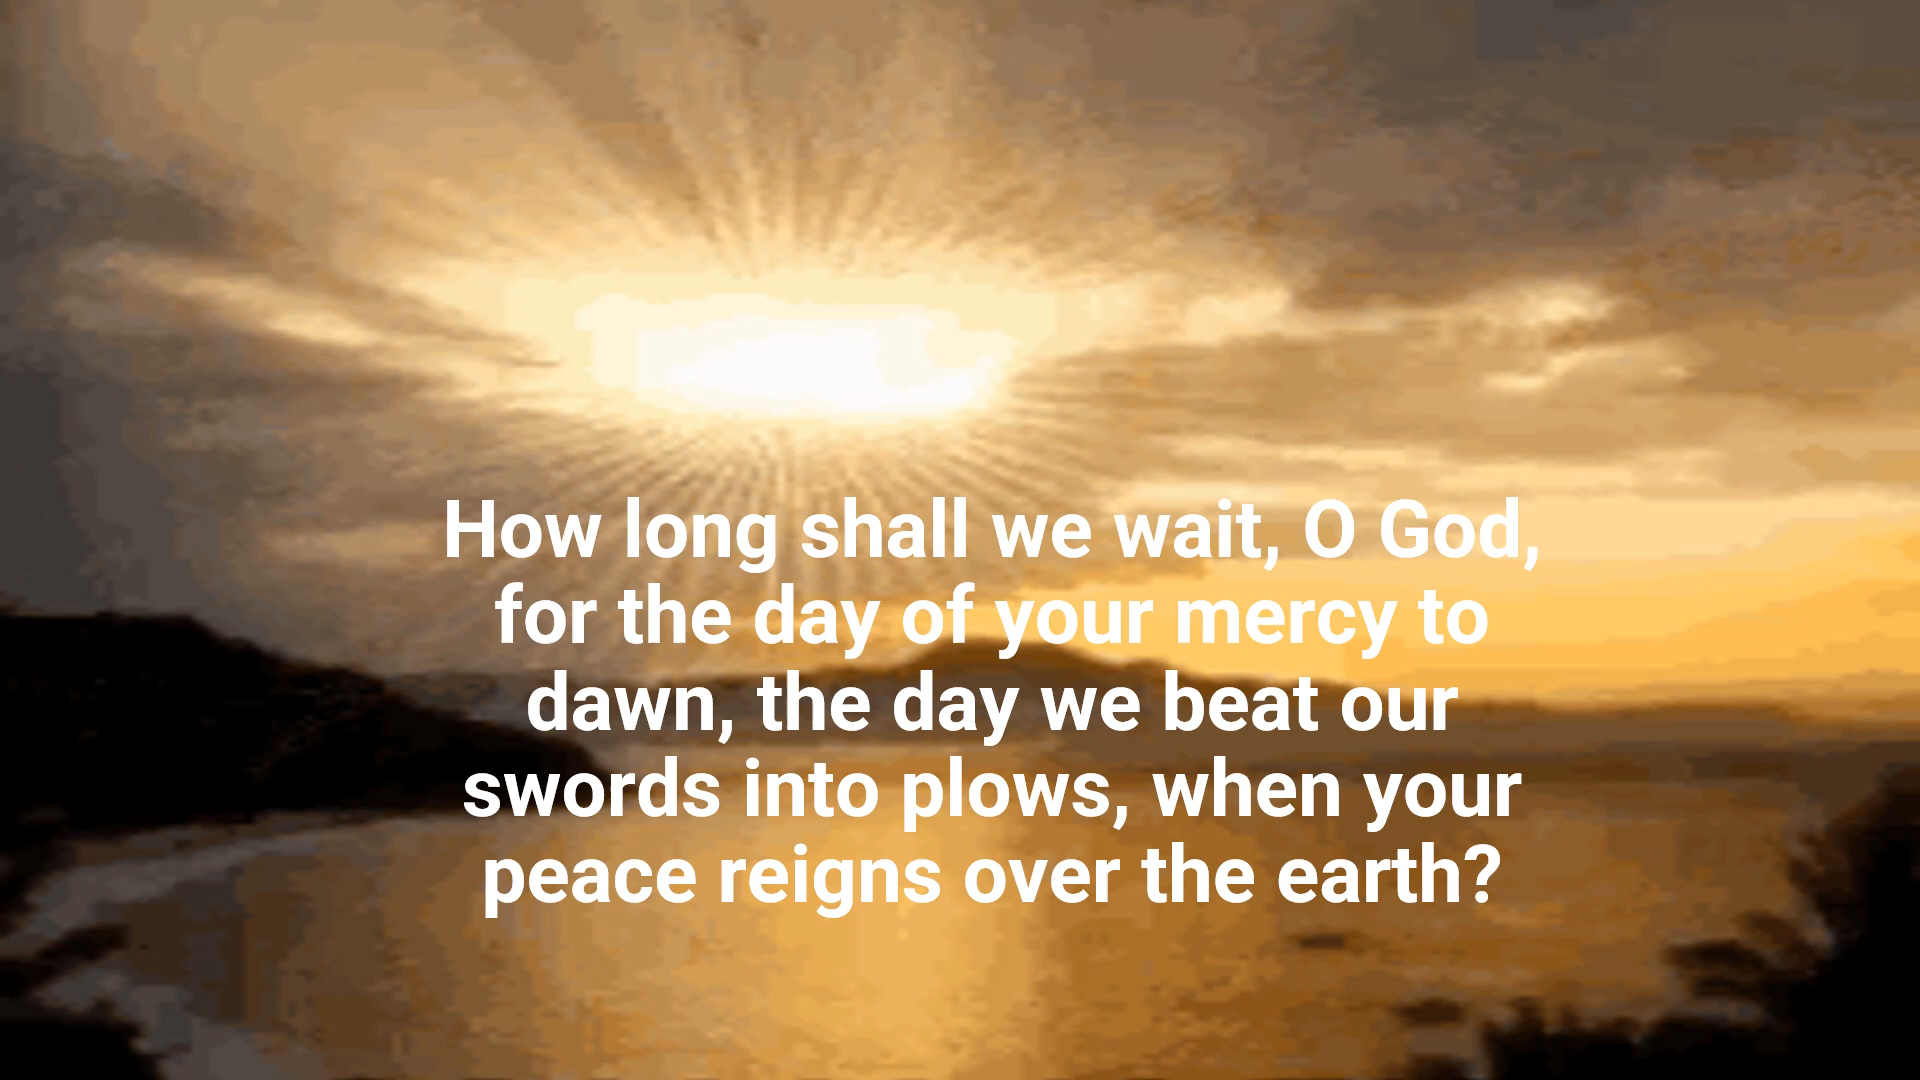 How long shall we wait, O God,
for the day of your mercy to
dawn, the day we beat our
swords into plows, when your
peace reigns over the earth?